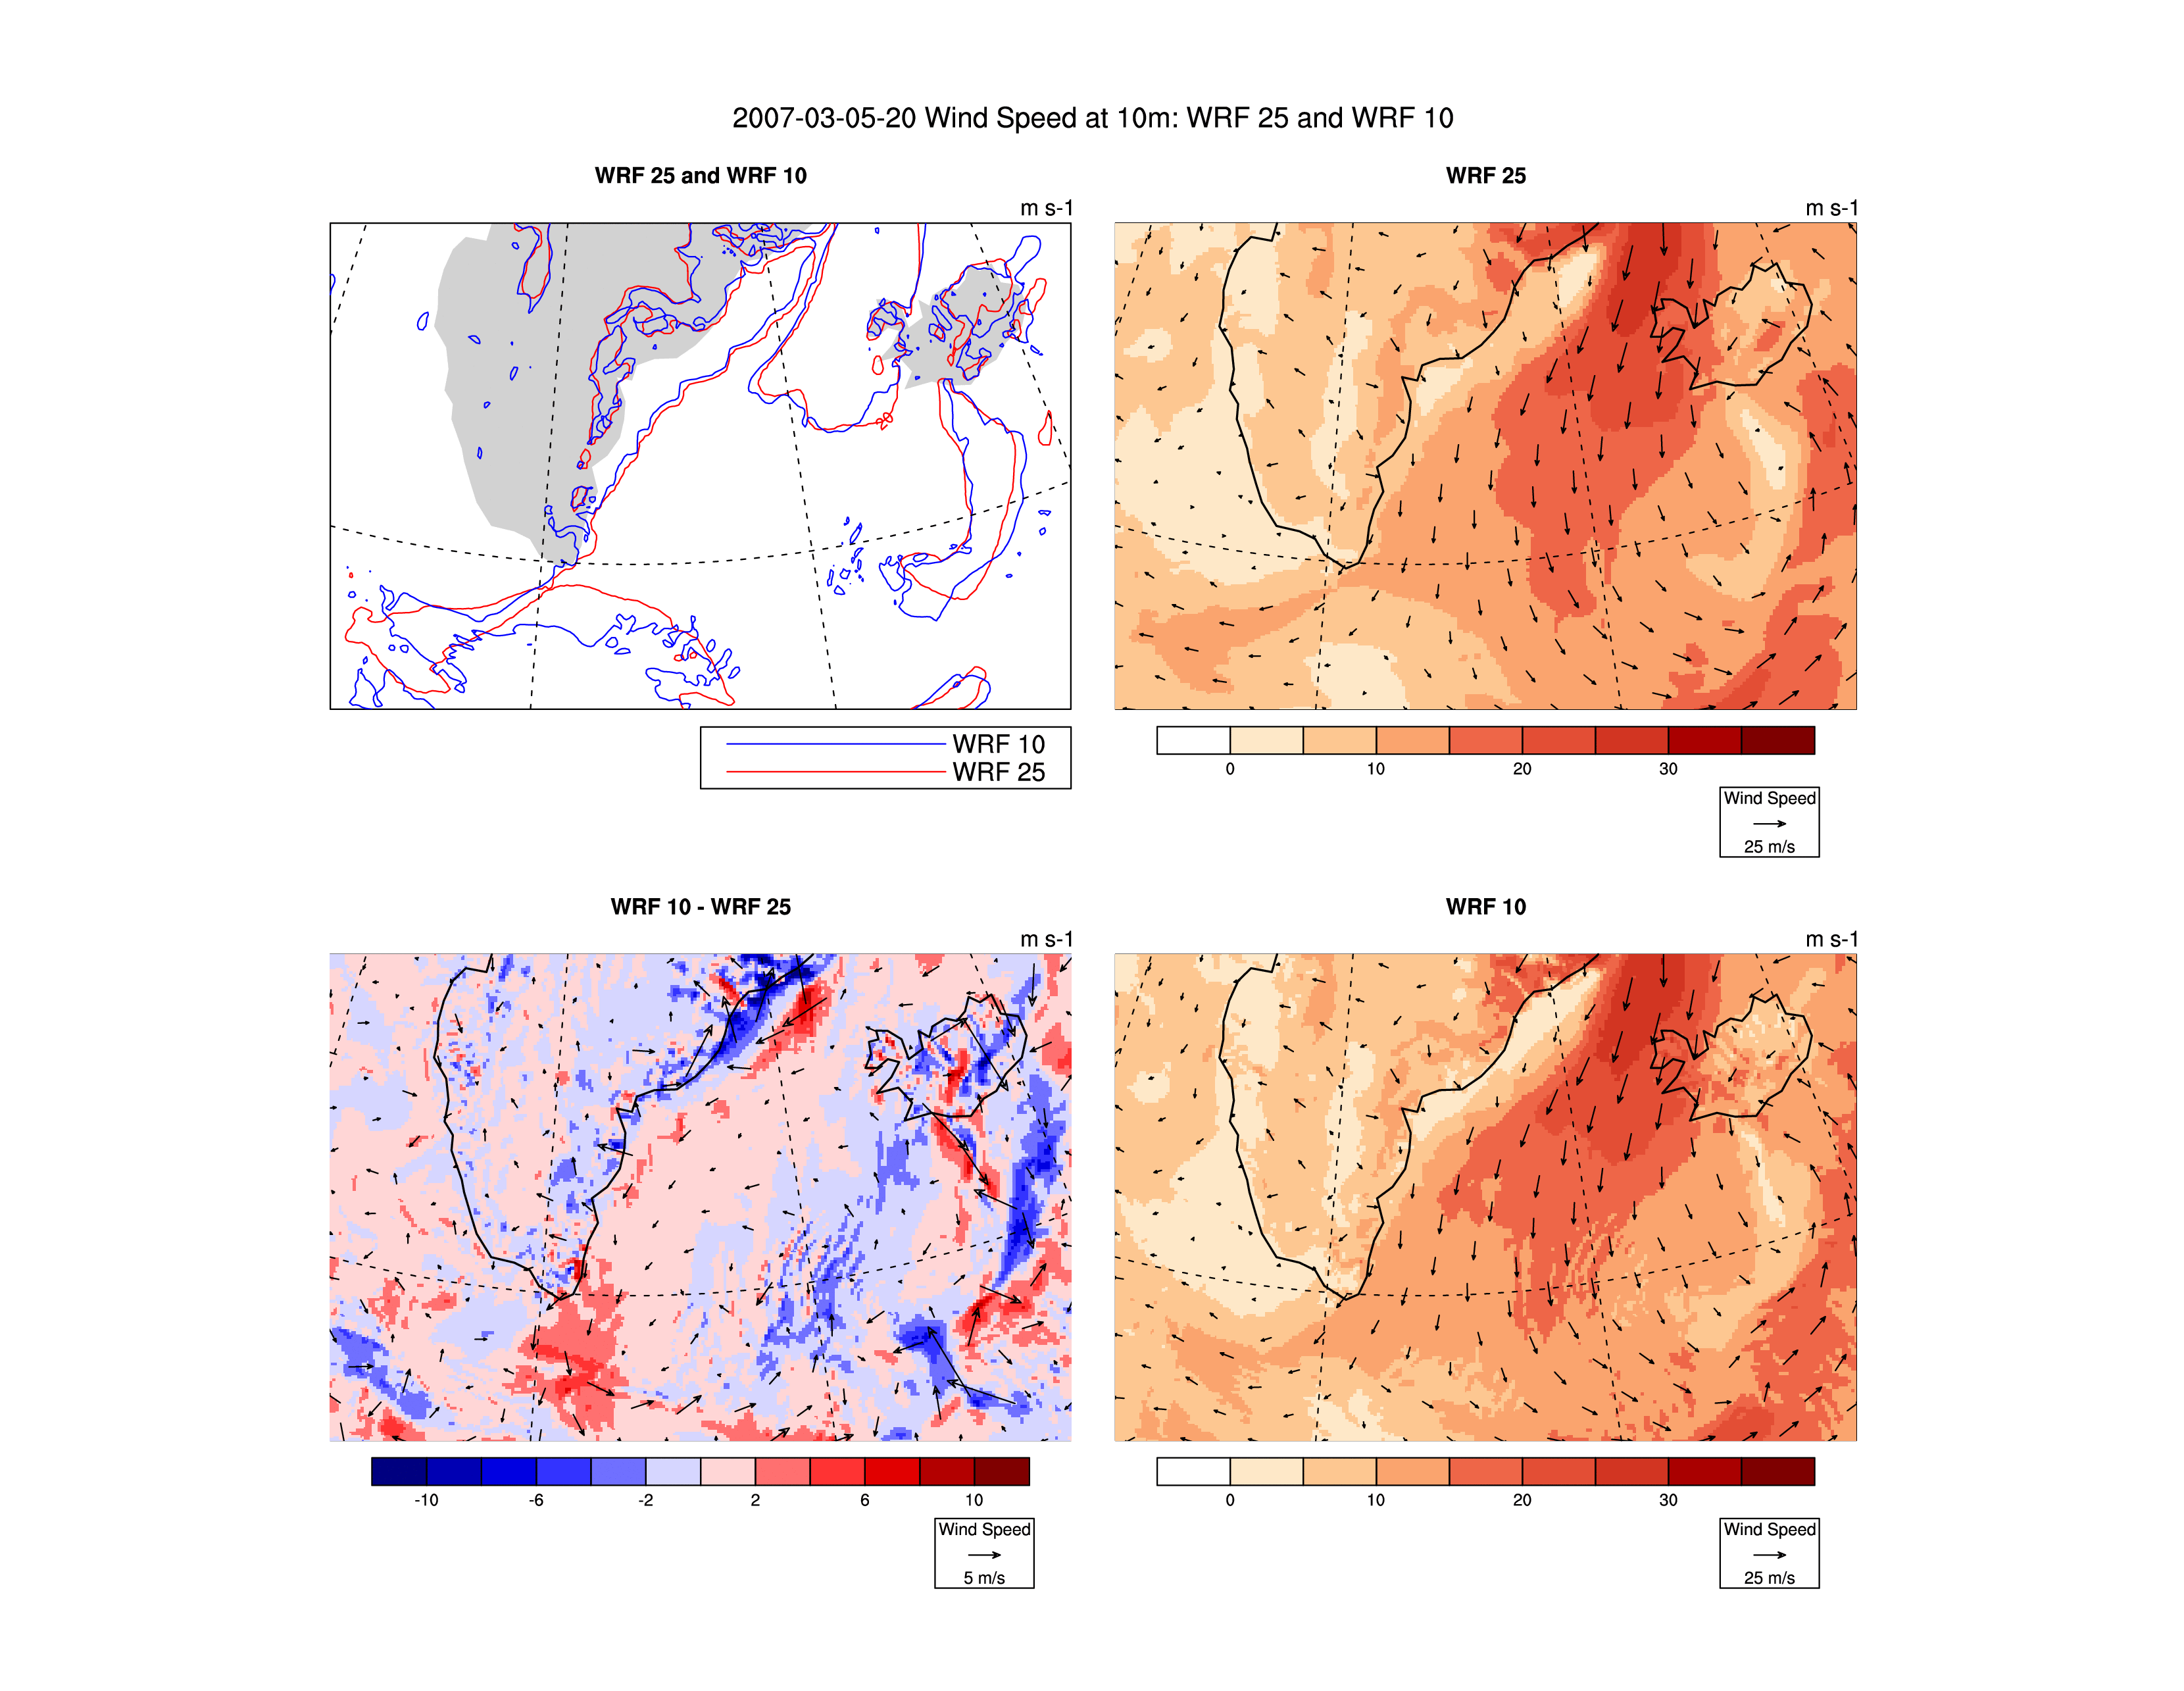 2007-03-05-20 Wind Speed at 10m: WRF 25 and WRF 10
WRF 25 and WRF 10
m s-1
WRF 10
WRF 25
WRF 25
m s-1
0 10 20 30
Wind Speed
25 m/s
WRF 10 - WRF 25
m s-1
-10 -6 -2 2 6 10
Wind Speed
5 m/s
WRF 10
m s-1
0 10 20 30
Wind Speed
25 m/s